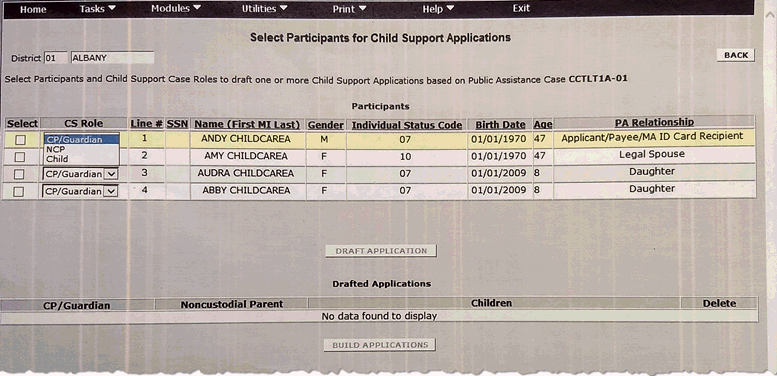 Home Tasks Modules Utilities Print Help Exit
Select Participants for Child Support Applications
District 01 ALBANY BACK
Select Participants and Child Support Case Roles to draft one or more Child Support Applications based on Public Assistance Case CCTLT1A-01
Participants
Select CS Role Line # SSN Name (First MI Last) Gender Individual Status Code Birth Date Age PA Relationship
CP/Guardian 1 ANDY CHILDCAREA M 07 01/01/1970 47 Applicant/Payee/MA ID Card Recipient
NCP
Child 2 AMY CHILDCAREA F 10 01/01/1970 47 Legal Spouse
CP/Guardian 3 AUDRA CHILDCAREA F 07 01/01/2009 8 Daughter
CP/Guardian 4 ABBY CHILDCAREA F 07 01/01/2009 8 Daughter
DRAFT APPLICATION
Drafted Applications
CP/Guardian Noncustodial Parent Children Delete
No data found to display
BUILD APPLICATIONS